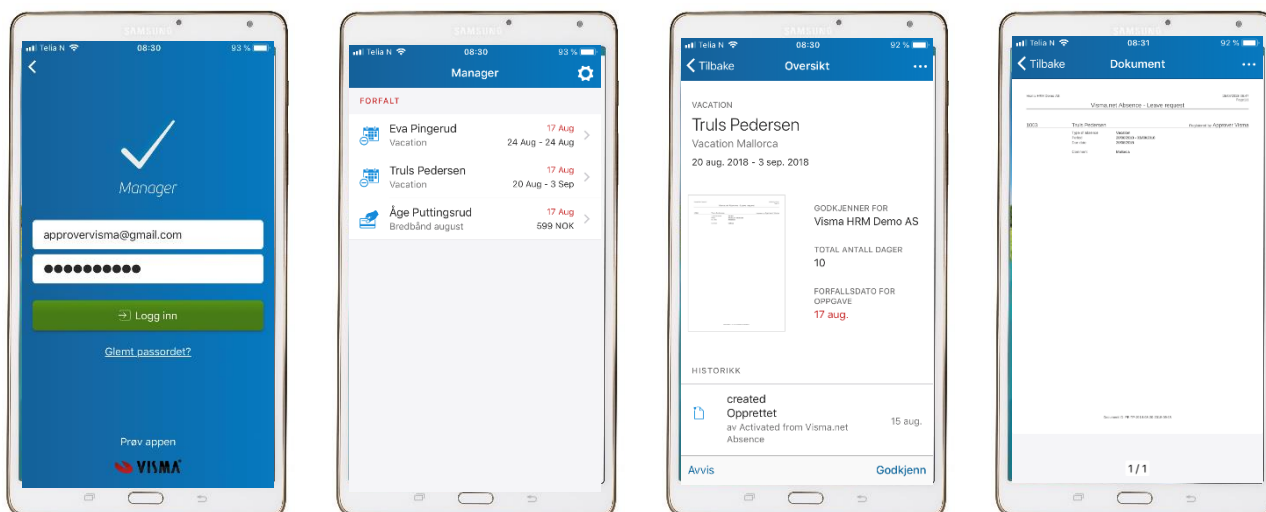 SAMSUNG
Telia N
08:30
93 %
Manager
approvervisma@gmail.com
Logg inn
Glemt passordet?
Prøv appen
VISMA
SAMSUNG
Telia N
08:30
93 %
Manager
FORFALT
Eva Pingerud 17 Aug
Vacation 24 Aug - 24 Aug
Truls Pedersen 17 Aug
Vacation 20 Aug - 3 Sep
Åge Puttingsrud 17 Aug
Bredbånd august 599 NOK
SAMSUNG
Telia N
08:30
92 %
Tilbake Oversikt
VACATION
Truls Pedersen
Vacation Mallorca
20 aug. 2018 - 3 sep. 2018
GODKJENNER FOR
Visma HRM Demo AS
TOTAL ANTALL DAGER
10
FORFALLSDATO FOR
OPPGAVE
17 aug.
HISTORIKK
created
Opprettet
av Activated from Visma.net
Absence
15 aug.
Avvis Godkjenn
SAMSUNG
Telia N
08:31
92 %
Tilbake Dokument
Visma.net Absence - Leave request
Truls Pedersen
Approver Visma
Vacation
Mallorca
1/1